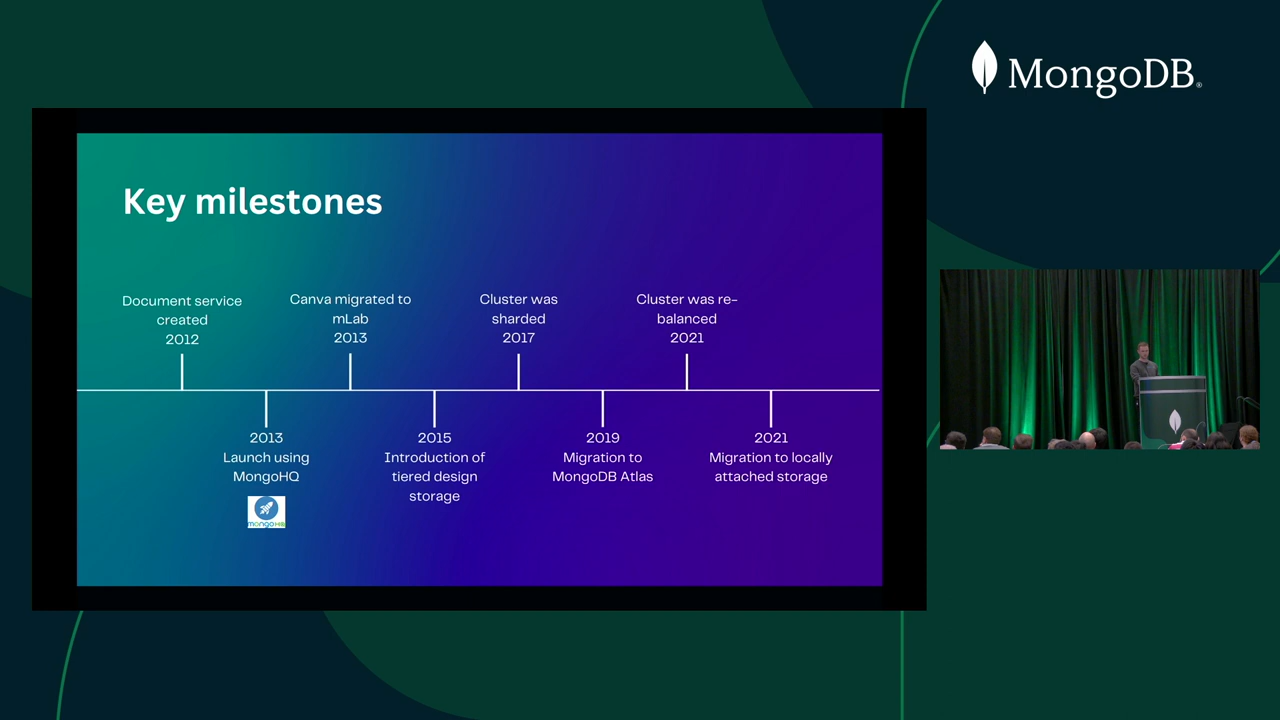 MongoDB®
Key milestones
Document service
created
2012
2013
Launch using
MongoHQ
mongoHQ
Canva migrated to
mLab
2013
2015
Introduction of
tiered design
storage
Cluster was
sharded
2017
2019
Migration to
MongoDB Atlas
Cluster was re-
balanced
2021
2021
Migration to locally
attached storage